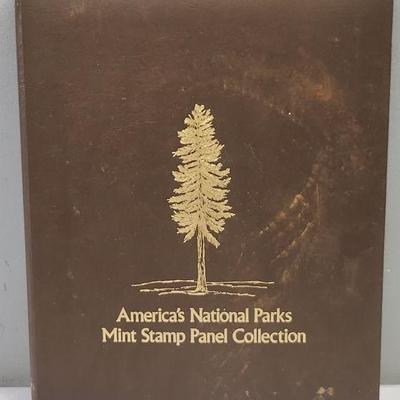 America's National Parks
Mint Stamp Panel Collection